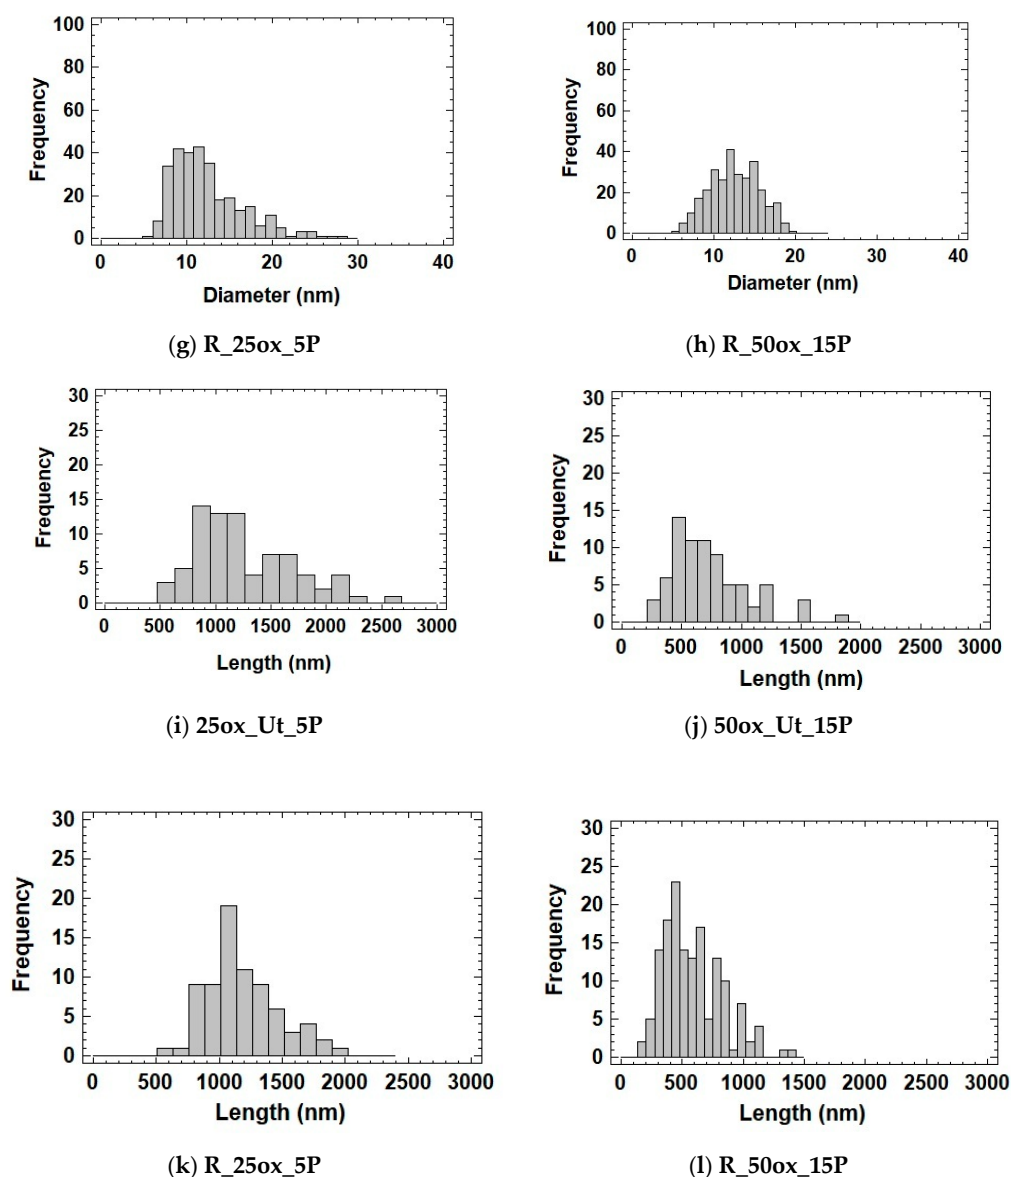 100
80
60
40
20
0
Frequency
0 10 20 30 40
Diameter (nm)
(g) R_25ox_5P
100
80
60
40
20
0
Frequency
0 10 20 30 40
Diameter (nm)
(h) R_50ox_15P
30
25
20
15
10
5
0
Frequency
0 500 1000 1500 2000 2500 3000
Length (nm)
(i) 25ox_Ut_5P
30
25
20
15
10
5
0
Frequency
0 500 1000 1500 2000 2500 3000
Length (nm)
(j) 50ox_Ut_15P
30
25
20
15
10
5
0
Frequency
0 500 1000 1500 2000 2500 3000
Length (nm)
(k) R_25ox_5P
30
25
20
15
10
5
0
Frequency
0 500 1000 1500 2000 2500 3000
Length (nm)
(l) R_50ox_15P